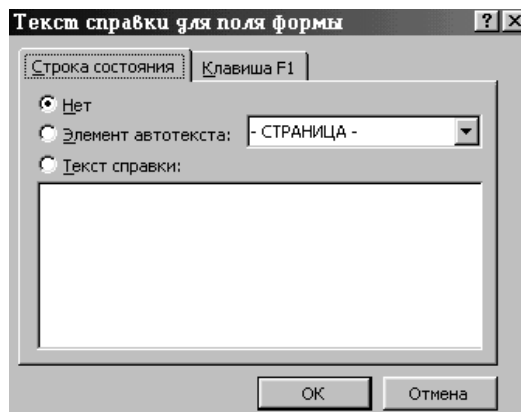 Текст справки для поля формы
Строка состояния
Клавиша F1
Нет
Элемент автотекста:
- СТРАНИЦА -
Текст справки:
ОК
Отмена